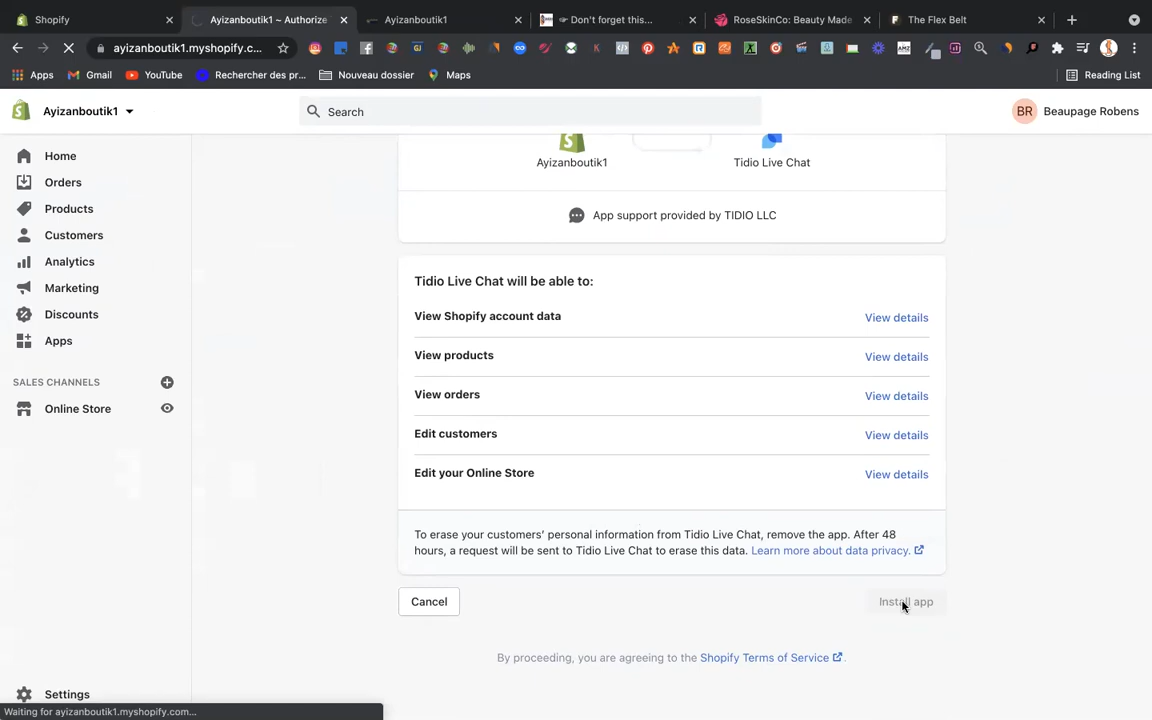 Shopify
Ayizanboutik1 ~ Authorize
Ayizanboutik1
☞ Don't forget this...
RoseSkinCo: Beauty Made
The Flex Belt
ayizanboutik1.myshopify.c...
Apps
Gmail
YouTube
Rechercher des pr...
Nouveau dossier
Maps
Reading List
Ayizanboutik1
Search
BR
Beaupage Robens
Home
Orders
Products
Customers
Analytics
Marketing
Discounts
Apps
SALES CHANNELS
Online Store
Settings
Ayizanboutik1
Tidio Live Chat
App support provided by TIDIO LLC
Tidio Live Chat will be able to:
View Shopify account data
View details
View products
View details
View orders
View details
Edit customers
View details
Edit your Online Store
View details
To erase your customers' personal information from Tidio Live Chat, remove the app. After 48
hours, a request will be sent to Tidio Live Chat to erase this data. Learn more about data privacy.
Cancel
Install app
By proceeding, you are agreeing to the Shopify Terms of Service.
Waiting for ayizanboutik1.myshopify.com...